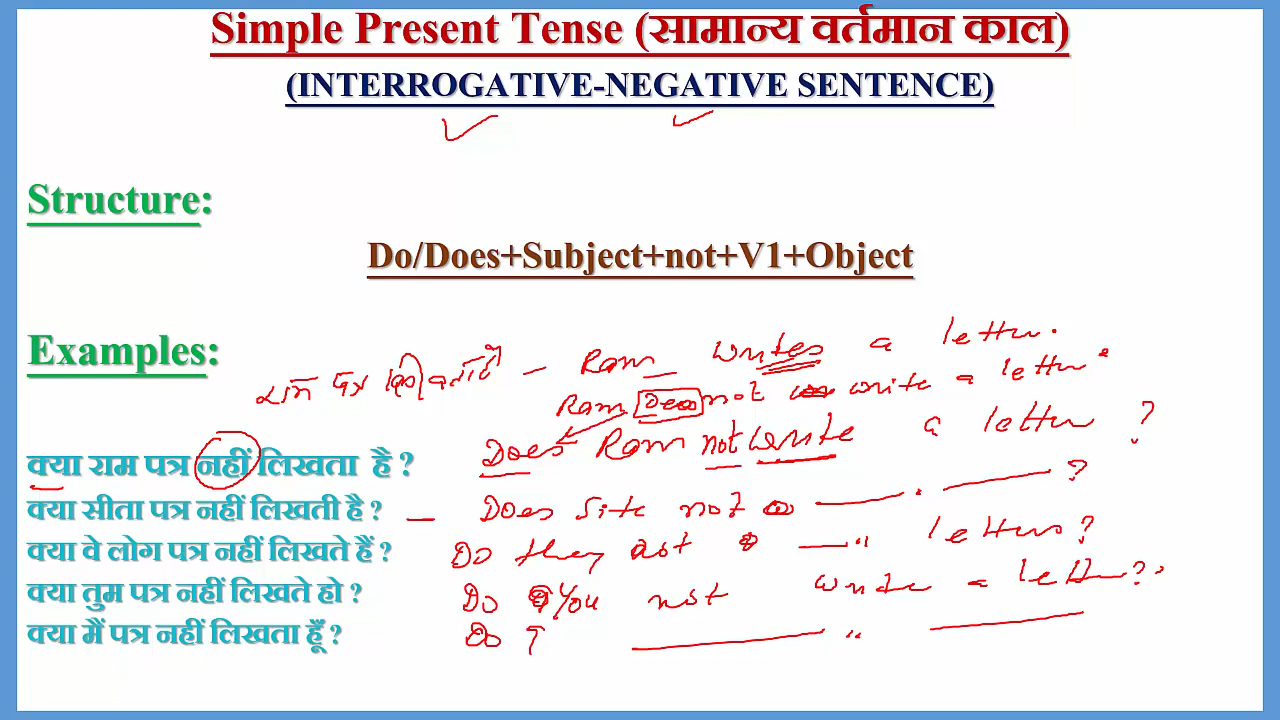 Simple Present Tense (सामान्य वर्तमान काल)
(INTERROGATIVE-NEGATIVE SENTENCE)
Structure:
Do/Does+Subject+not+V1+Object
Examples:
राम पत्र - Ram writes a letter.
Ram Does not write a letter.
क्या राम पत्र नहीं लिखता है ? Does Ram not write a letter ?
क्या सीता पत्र नहीं लिखती है ? - Does Sita not ?
क्या वे लोग पत्र नहीं लिखते हैं ? Do they not " letters ?
क्या तुम पत्र नहीं लिखते हो ? Do You not write a letter ?
क्या मैं पत्र नहीं लिखता हूँ ? Do I "